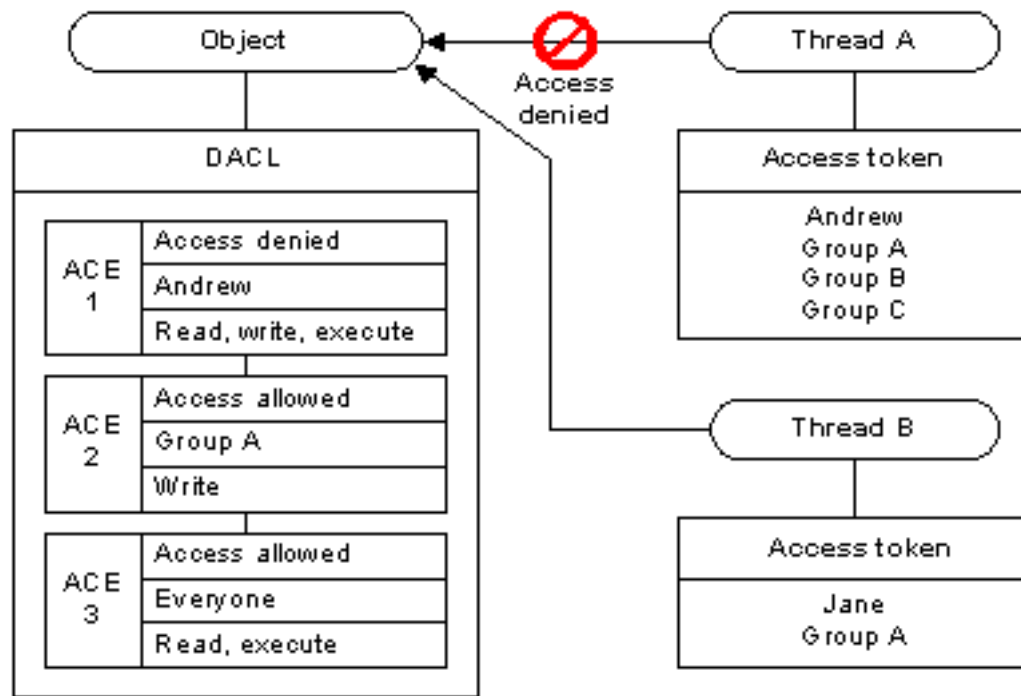 Object
Thread A
Access
denied
DACL
Access token
Andrew
Group A
Group B
Group C
ACE
1
Access denied
Andrew
Read, write, execute
ACE
2
Access allowed
Group A
Write
Thread B
ACE
3
Access allowed
Everyone
Read, execute
Access token
Jane
Group A